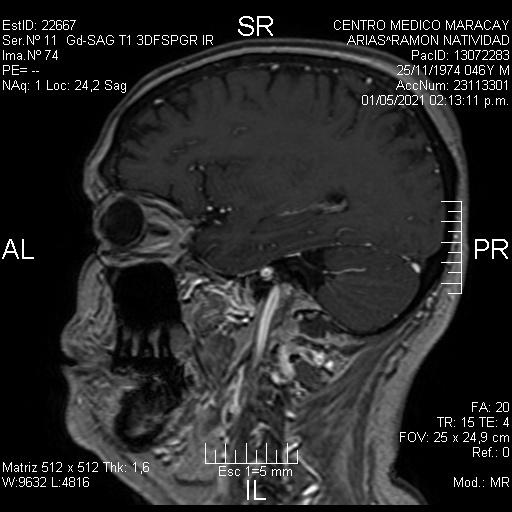 EstID: 22667
Ser.Nº 11 Gd-SAG T1 3DFSPGR IR
Ima.Nº 74
PE= --
NAq: 1 Loc: 24,2 Sag
SR
CENTRO MEDICO MARACAY
ARIAS^RAMON NATIVIDAD
PacID: 13072283
25/11/1974 046Y M
AccNum: 23113301
01/05/2021 02:13:11 p.m.
AL
PR
FA: 20
TR: 15 TE: 4
FOV: 25 x 24,9 cm
Ref.: 0
Mod.: MR
Esc 1=5 mm
IL
Matriz 512 x 512 Thk: 1,6
W:9632 L:4816